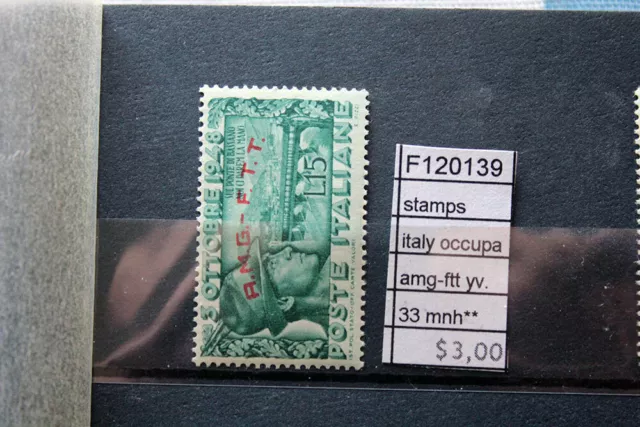 3 OTTOBRE 1948
A.M.G.-F.T.T.
L.15
POSTE ITALIANE
F120139
stamps
italy occupa
amg-ftt yv.
33 mnh**
$3,00